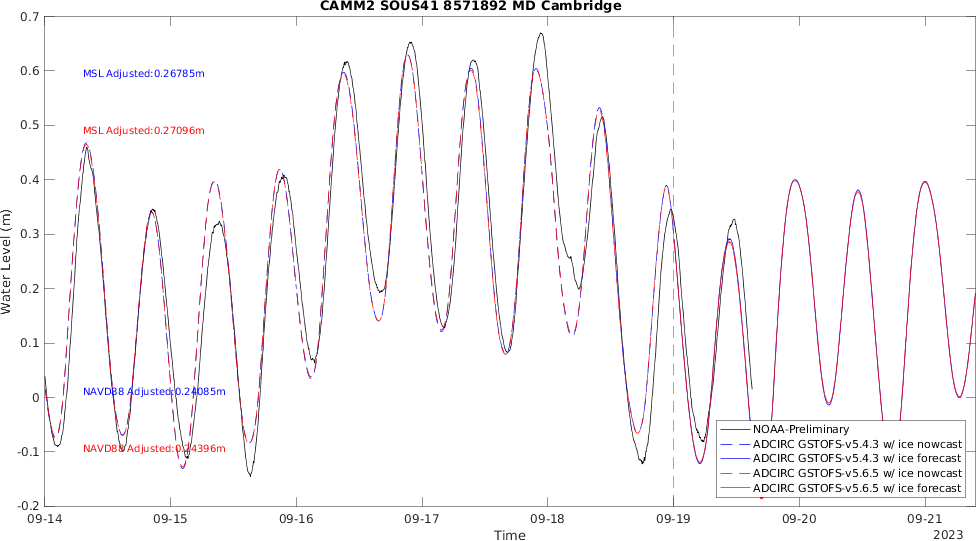 CAMM2 SOUS41 8571892 MD Cambridge
0.7
0.6
0.5
0.4
0.3
0.2
0.1
0
-0.1
-0.2
Water Level (m)
MSL Adjusted:0.26785m
MSL Adjusted:0.27096m
NAVD88 Adjusted:0.24085m
NAVD88 Adjusted:0.24396m
NOAA-Preliminary
ADCIRC GSTOFS-v5.4.3 w/ ice nowcast
ADCIRC GSTOFS-v5.4.3 w/ ice forecast
ADCIRC GSTOFS-v5.6.5 w/ ice nowcast
ADCIRC GSTOFS-v5.6.5 w/ ice forecast
09-14 09-15 09-16 09-17 09-18 09-19 09-20 09-21
Time
2023